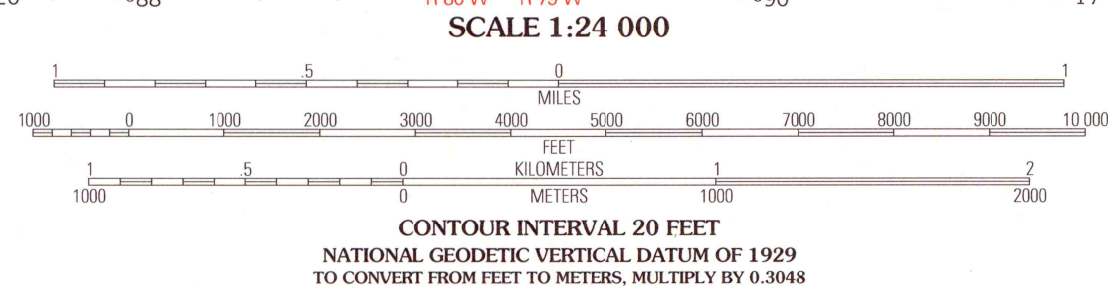 R 80 W R 79 W
SCALE 1:24 000
1 .5 0 1
MILES
1000 0 1000 2000 3000 4000 5000 6000 7000 8000 9000 10 000
FEET
1 .5 0 KILOMETERS 1 2
1000 0 METERS 1000 2000
CONTOUR INTERVAL 20 FEET
NATIONAL GEODETIC VERTICAL DATUM OF 1929
TO CONVERT FROM FEET TO METERS, MULTIPLY BY 0.3048